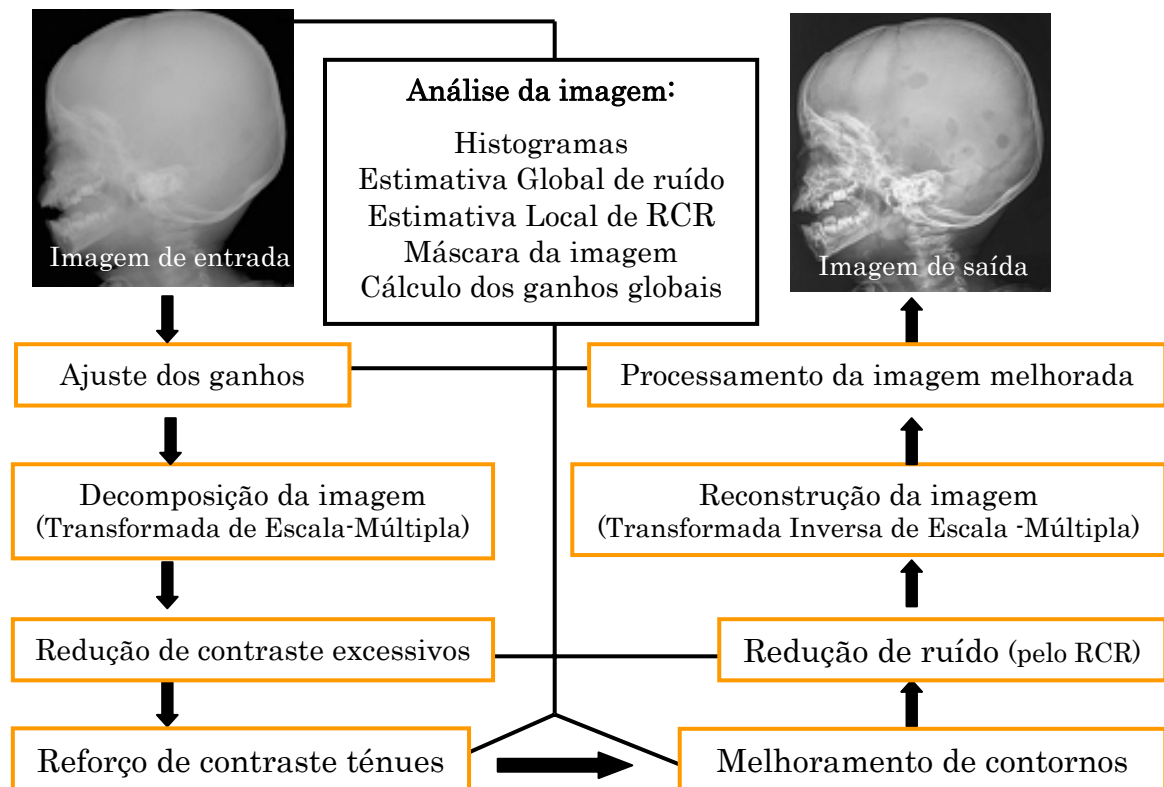 Imagem de entrada
Análise da imagem:
Histogramas
Estimativa Global de ruído
Estimativa Local de RCR
Máscara da imagem
Cálculo dos ganhos globais
Imagem de saída
Ajuste dos ganhos
Processamento da imagem melhorada
Decomposição da imagem
(Transformada de Escala-Múltipla)
Reconstrução da imagem
(Transformada Inversa de Escala -Múltipla)
Redução de contraste excessivos
Redução de ruído (pelo RCR)
Reforço de contraste ténues
Melhoramento de contornos